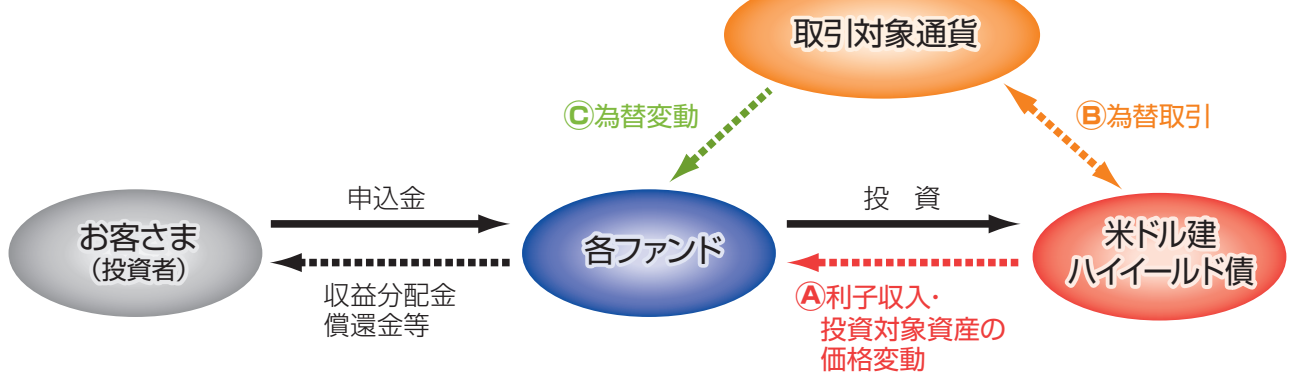 取引対象通貨
Ⓒ為替変動
Ⓑ為替取引
申込金
投　資
お客さま
（投資者）
各ファンド
米ドル建
ハイイールド債
収益分配金
償還金等
Ⓐ利子収入・
投資対象資産の
価格変動